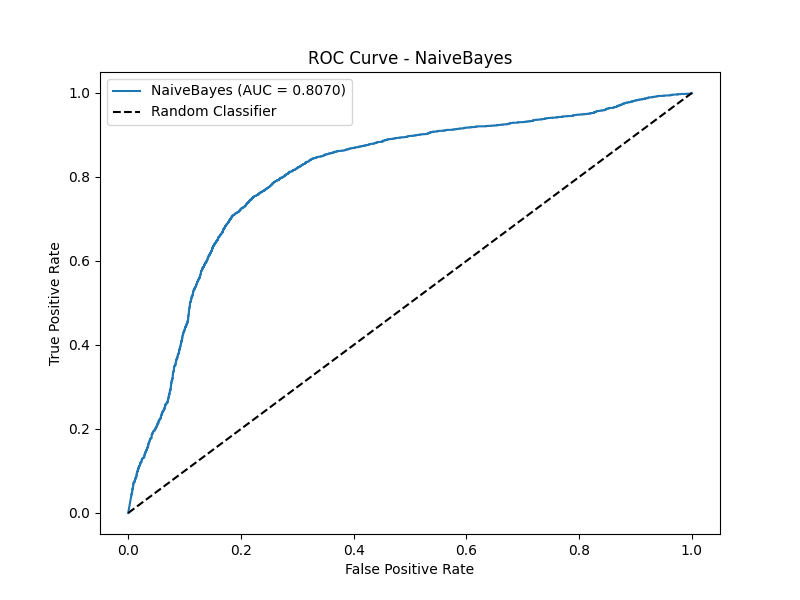 ROC Curve - NaiveBayes
NaiveBayes (AUC = 0.8070)
Random Classifier
1.0
0.8
0.6
0.4
0.2
0.0
True Positive Rate
0.0 0.2 0.4 0.6 0.8 1.0
False Positive Rate